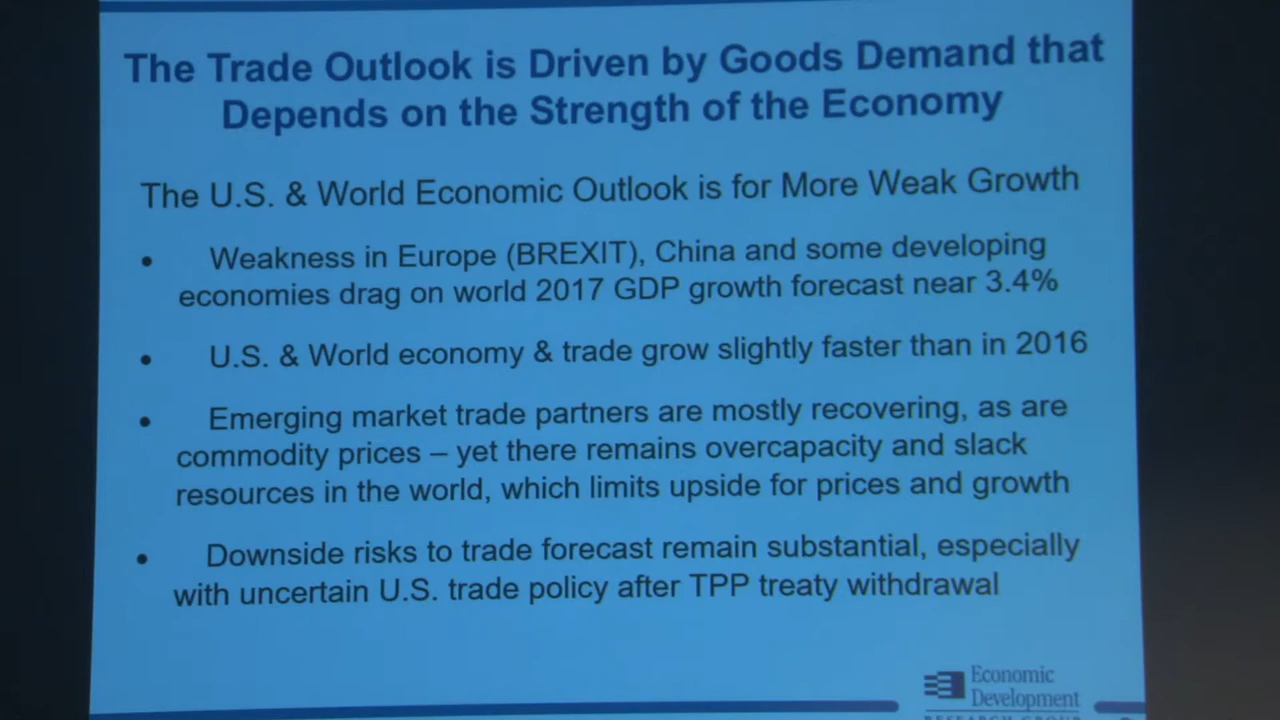 The Trade Outlook is Driven by Goods Demand that
Depends on the Strength of the Economy
The U.S. & World Economic Outlook is for More Weak Growth
• Weakness in Europe (BREXIT), China and some developing
economies drag on world 2017 GDP growth forecast near 3.4%
• U.S. & World economy & trade grow slightly faster than in 2016
• Emerging market trade partners are mostly recovering, as are
commodity prices – yet there remains overcapacity and slack
resources in the world, which limits upside for prices and growth
• Downside risks to trade forecast remain substantial, especially
with uncertain U.S. trade policy after TPP treaty withdrawal
Economic
Development
RESEARCH GROUP